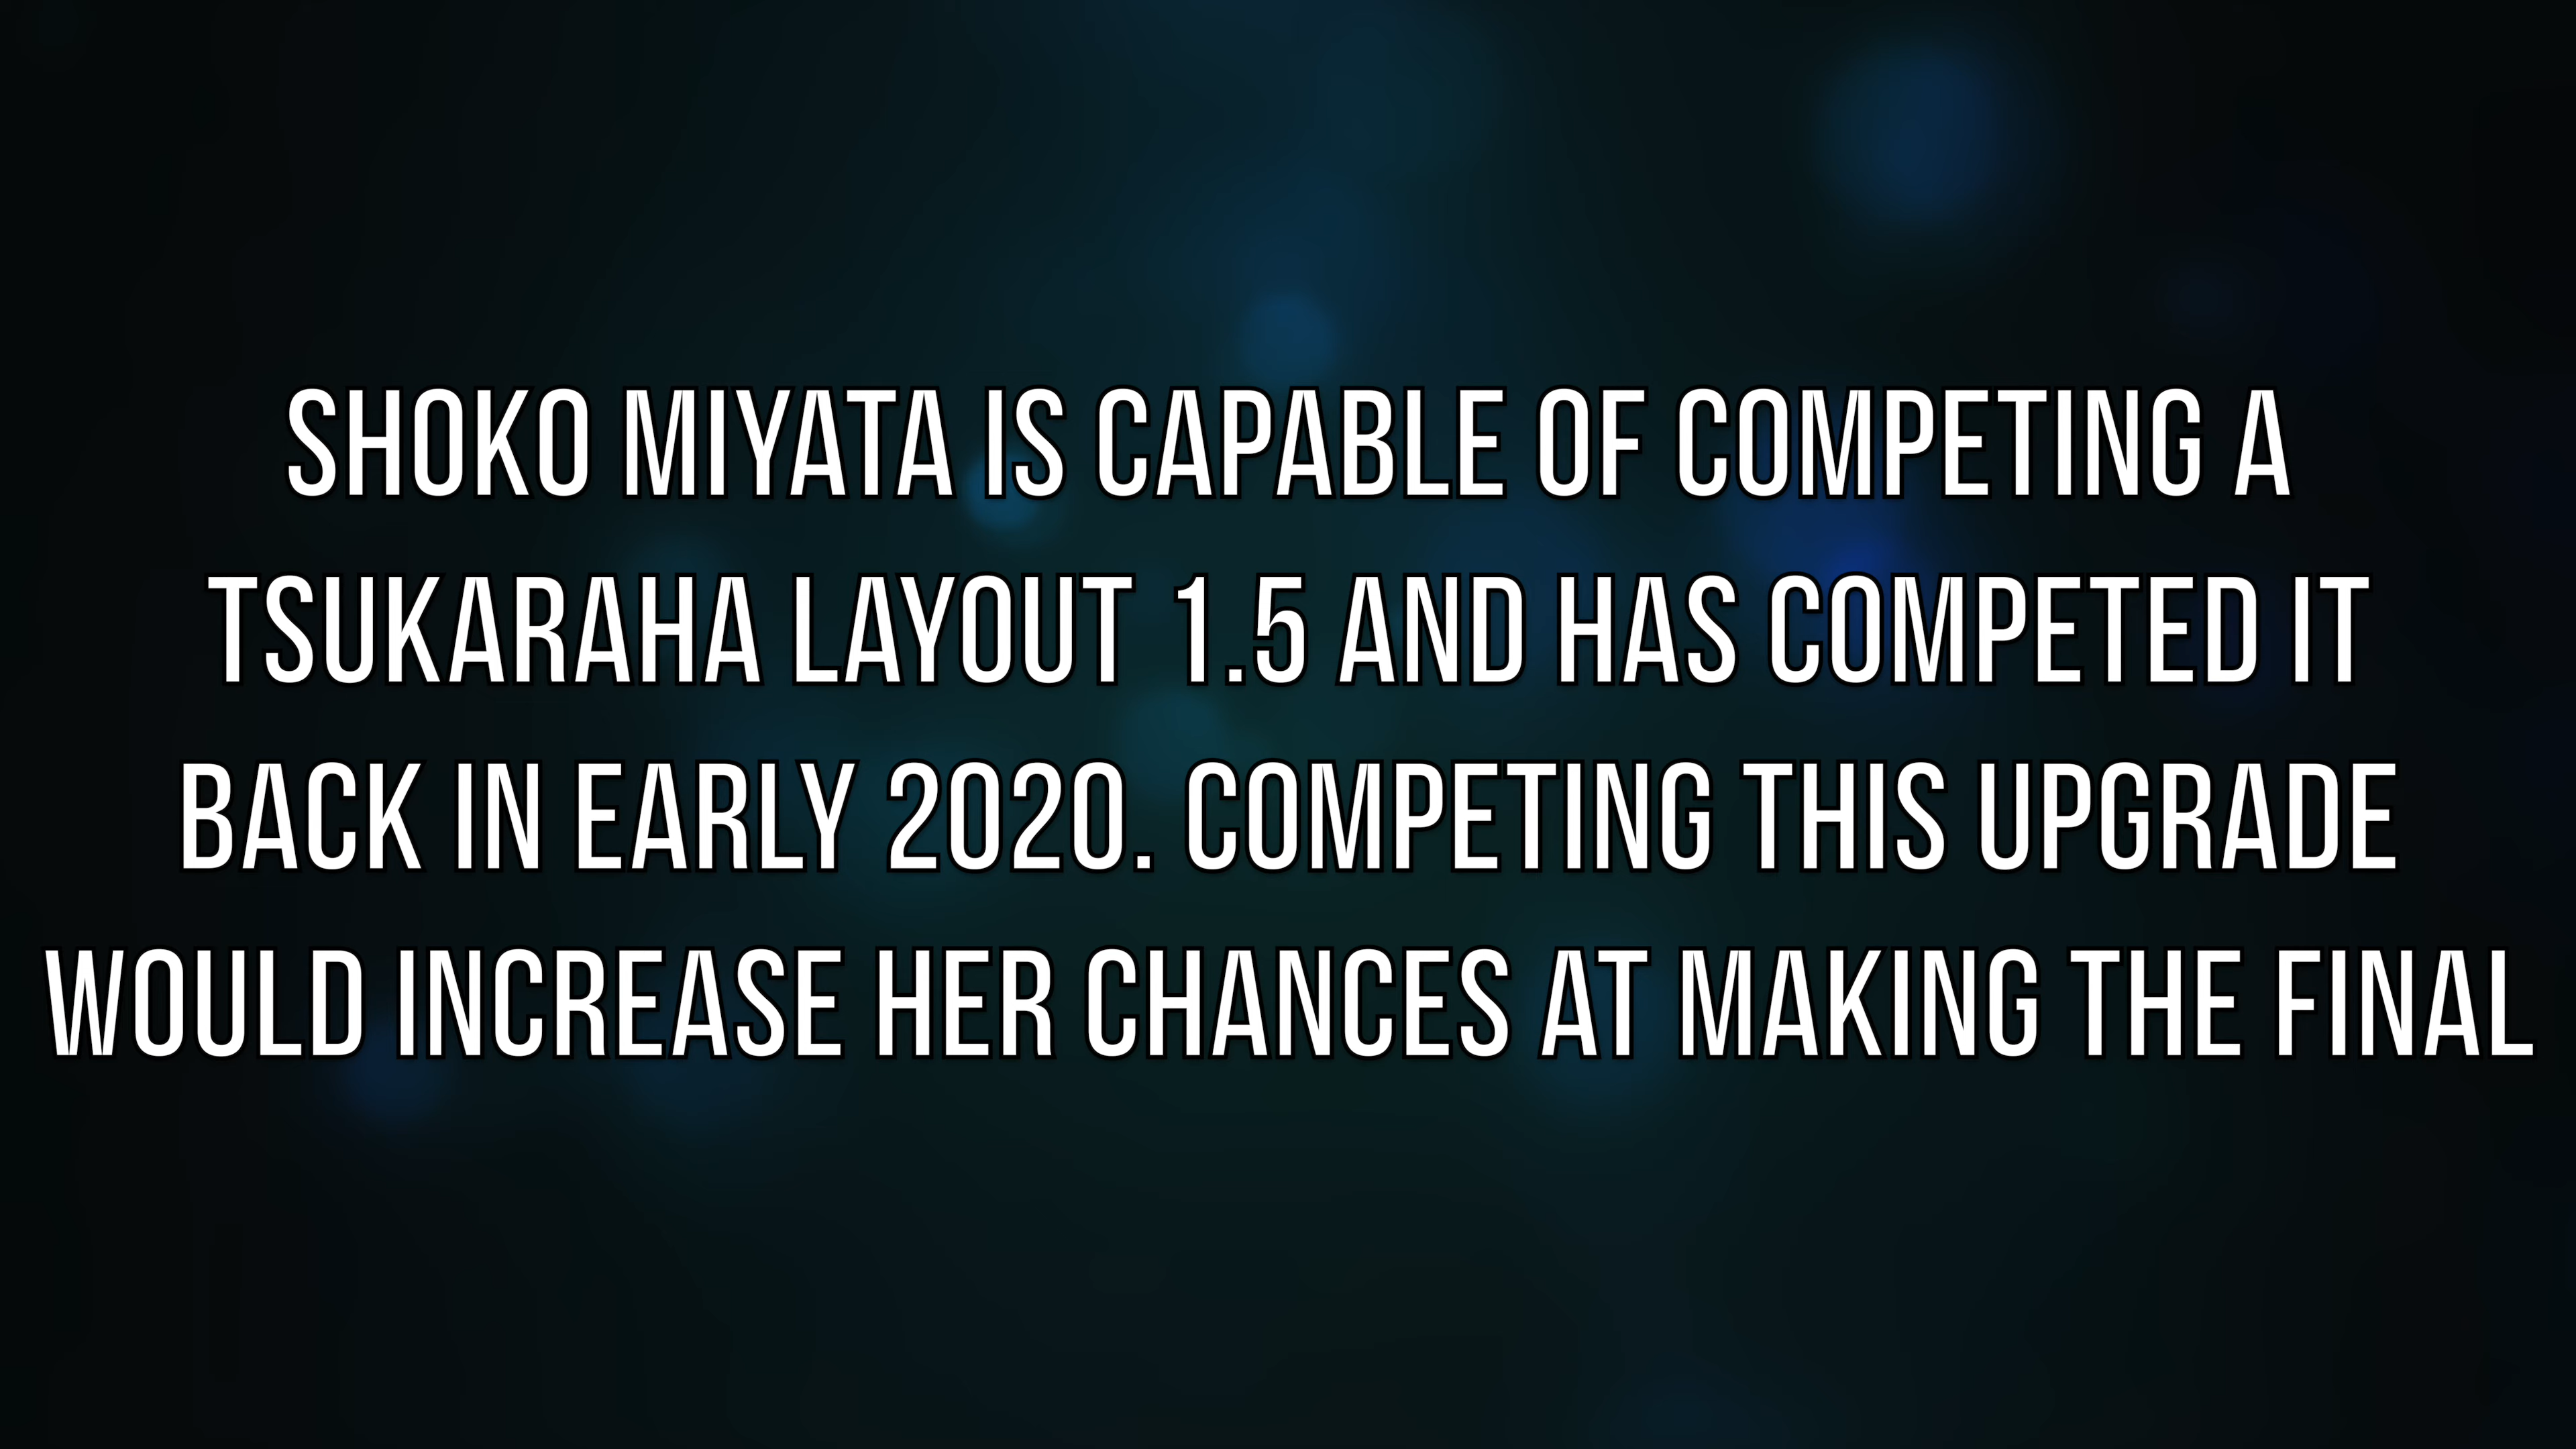 SHOKO MIYATA IS CAPABLE OF COMPETING A
TSUKARAHA LAYOUT 1.5 AND HAS COMPETED IT
BACK IN EARLY 2020. COMPETING THIS UPGRADE
WOULD INCREASE HER CHANCES AT MAKING THE FINAL